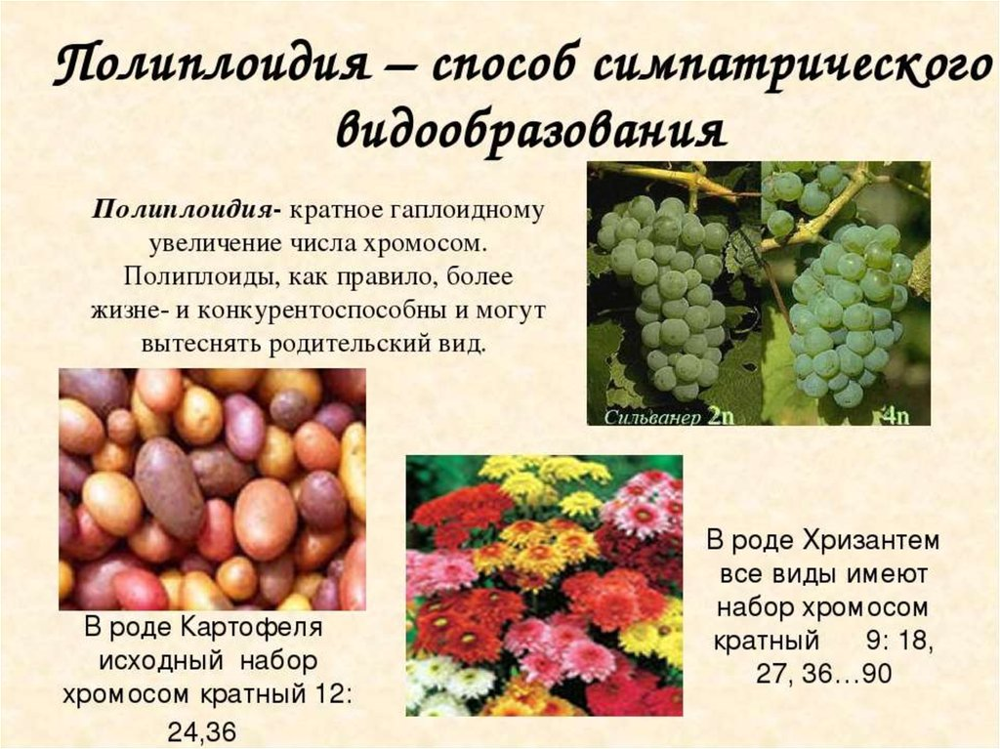 Полиплоидия – способ симпатрического
видообразования
Полиплоидия- кратное гаплоидному
увеличение числа хромосом.
Полиплоиды, как правило, более
жизне- и конкурентоспособны и могут
вытеснять родительский вид.
Сильванер 2n
4n
В роде Картофеля
исходный набор
хромосом кратный 12:
24,36
В роде Хризантем
все виды имеют
набор хромосом
кратный 9: 18,
27, 36…90